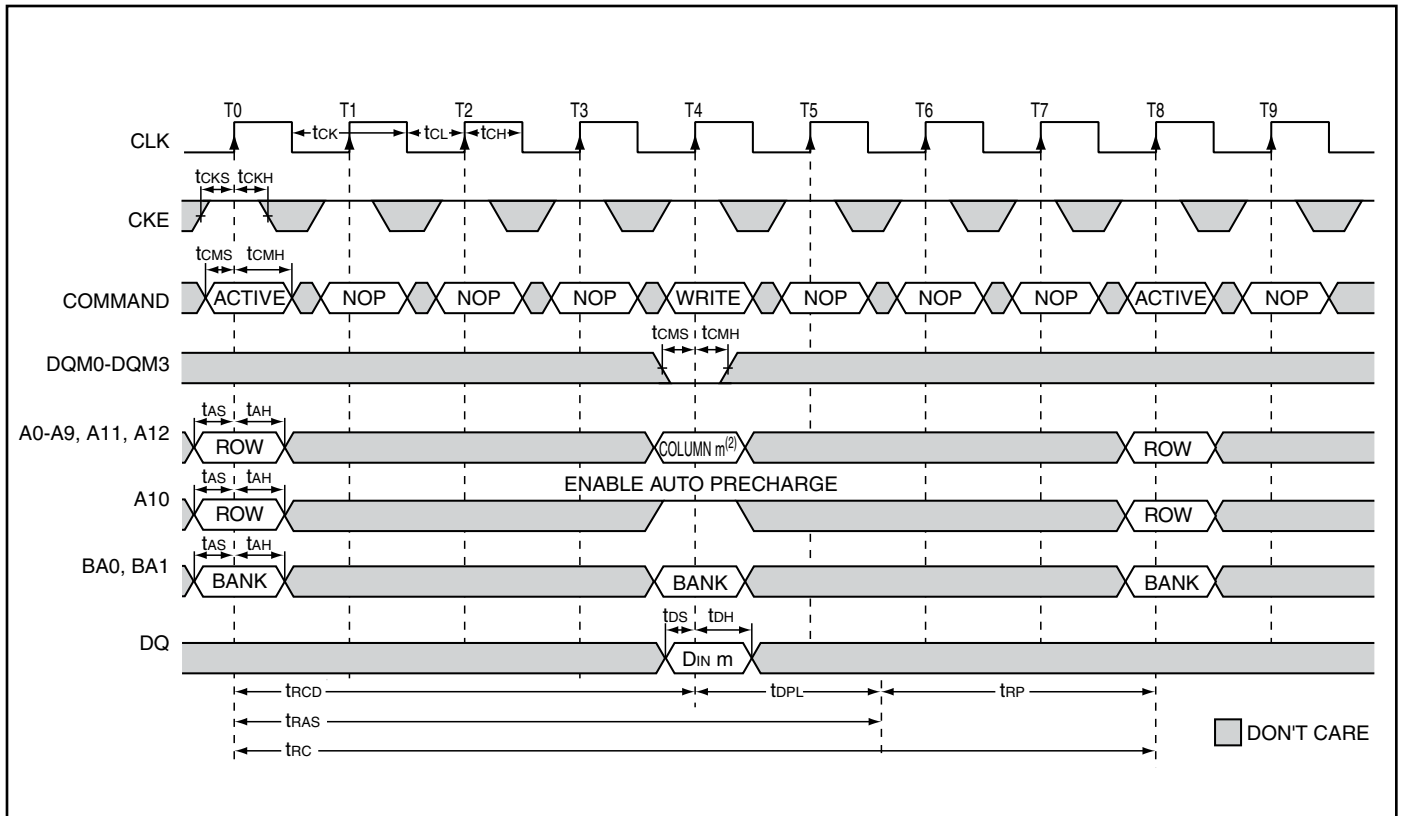 T0 T1 T2 T3 T4 T5 T6 T7 T8 T9
CLK tCK tCL tCH
tCKS tCKH
CKE
tCMS tCMH
COMMAND ACTIVE NOP NOP NOP WRITE NOP NOP NOP ACTIVE NOP
tCMS tCMH
DQM0-DQM3
tAS tAH
A0-A9, A11, A12 ROW COLUMN m(2) ROW
tAS tAH ENABLE AUTO PRECHARGE
A10 ROW ROW
tAS tAH
BA0, BA1 BANK BANK BANK
tDS tDH
DQ DIN m
tRCD tDPL tRP
tRAS
DON'T CARE
tRC